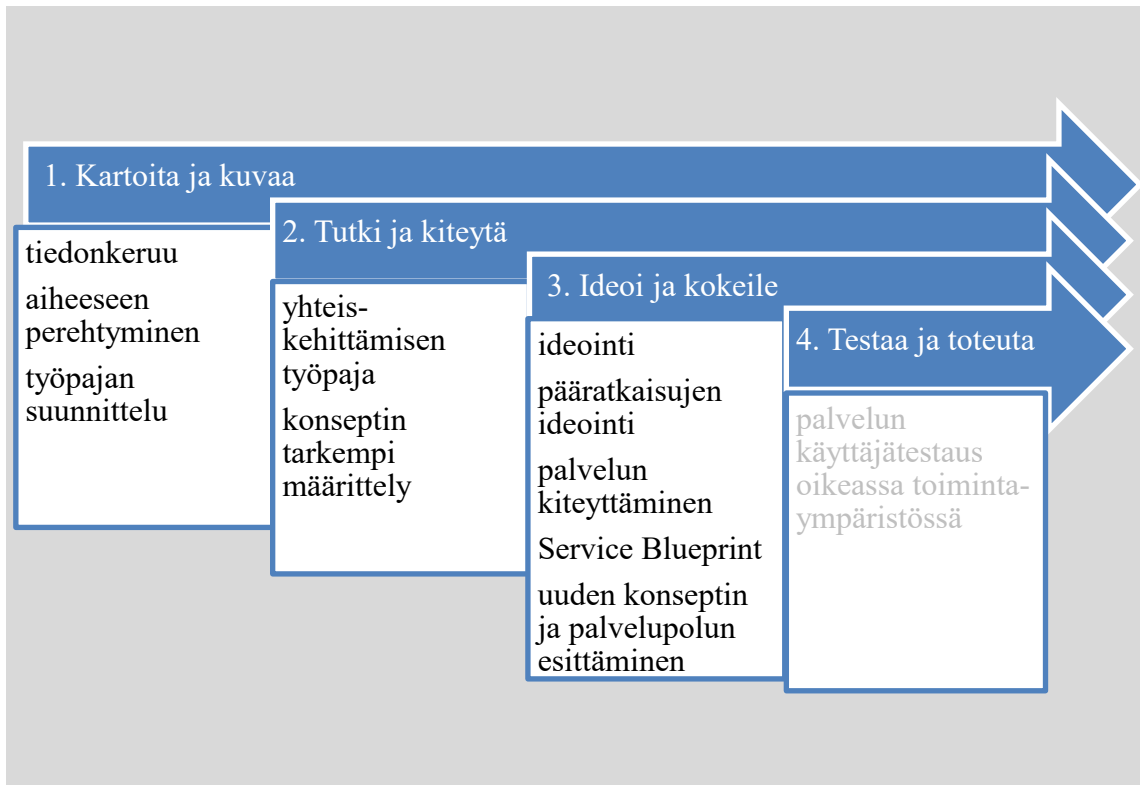 1. Kartoita ja kuvaa
tiedonkeruu
aiheeseen
perehtyminen
työpajan
suunnittelu
2. Tutki ja kiteytä
yhteis-
kehittämisen
työpaja
konseptin
tarkempi
määrittely
3. Ideoi ja kokeile
ideointi
pääratkaisujen
ideointi
palvelun
kiteyttäminen
Service Blueprint
uuden konseptin
ja palvelupolun
esittäminen
4. Testaa ja toteuta
palvelun
käyttäjätestaus
oikeassa toiminta-
ympäristössä